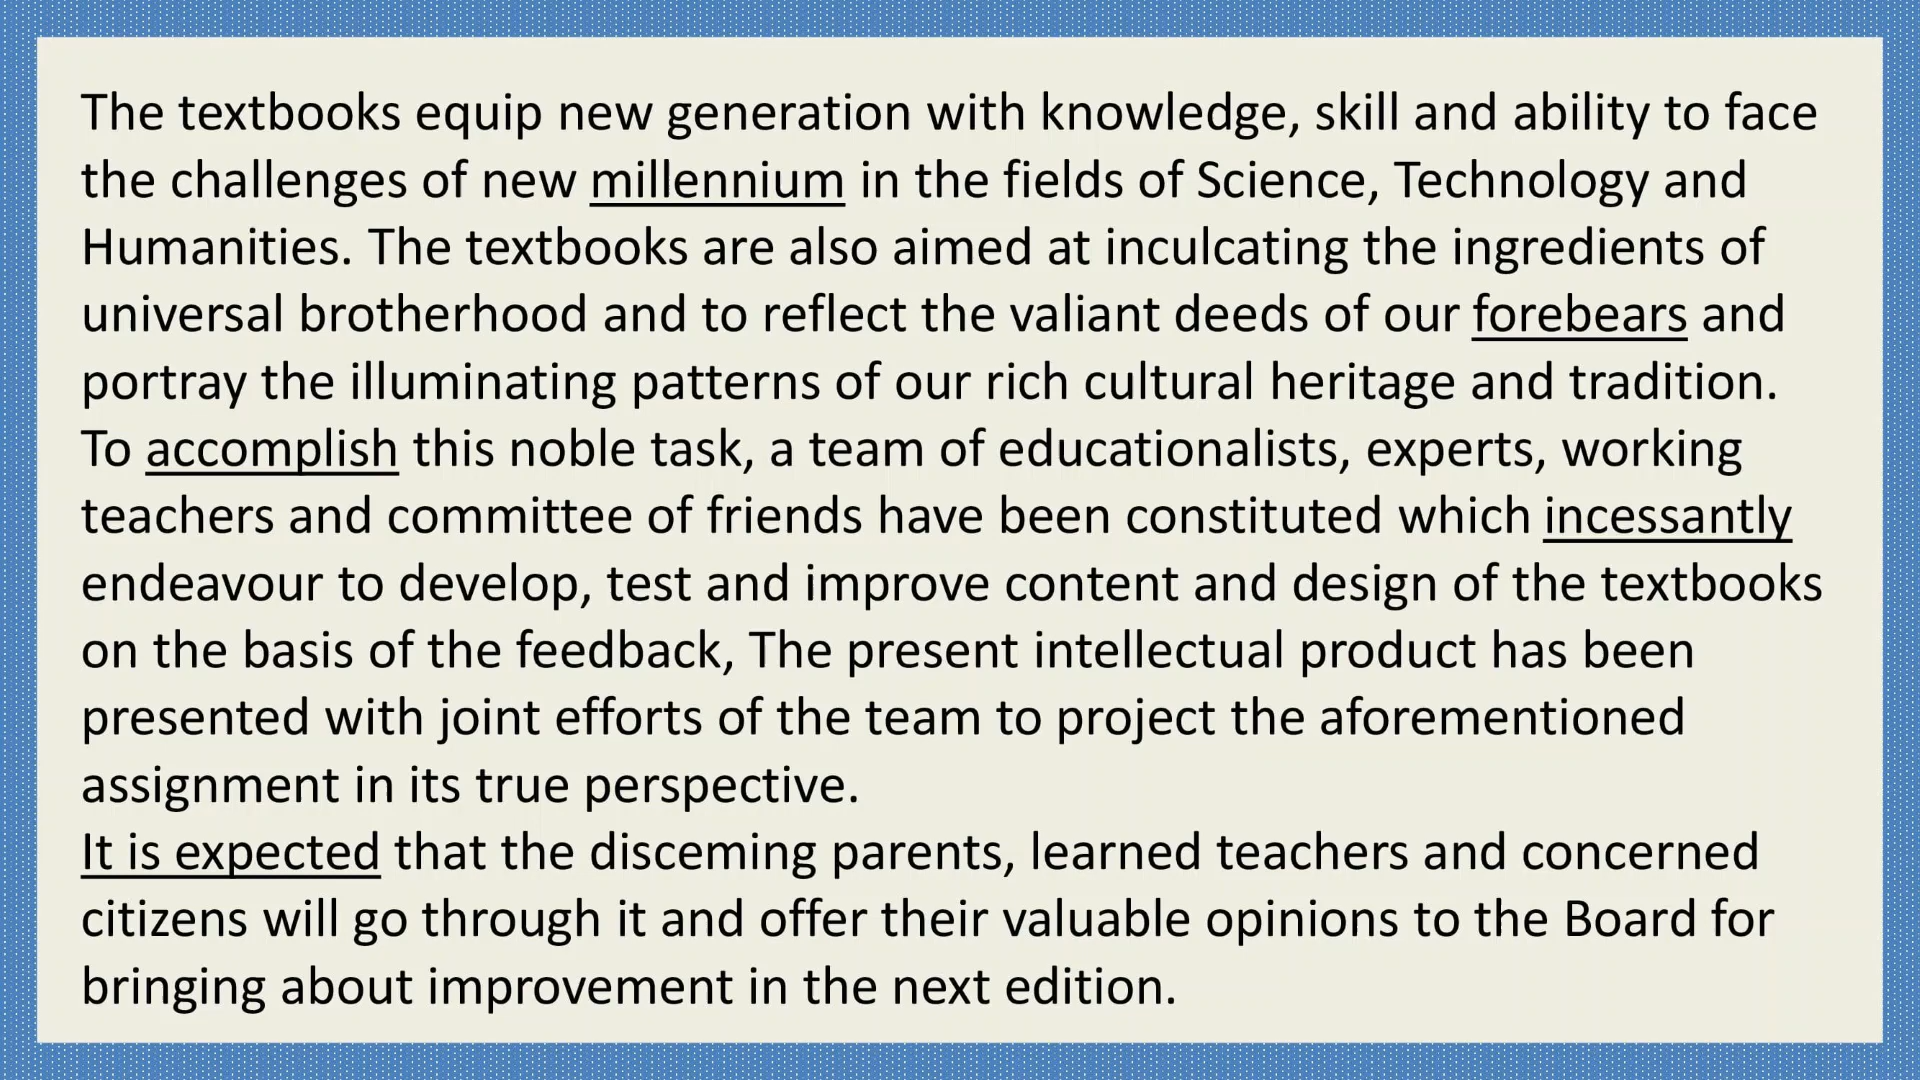 The textbooks equip new generation with knowledge, skill and ability to face
the challenges of new millennium in the fields of Science, Technology and
Humanities. The textbooks are also aimed at inculcating the ingredients of
universal brotherhood and to reflect the valiant deeds of our forebears and
portray the illuminating patterns of our rich cultural heritage and tradition.
To accomplish this noble task, a team of educationalists, experts, working
teachers and committee of friends have been constituted which incessantly
endeavour to develop, test and improve content and design of the textbooks
on the basis of the feedback, The present intellectual product has been
presented with joint efforts of the team to project the aforementioned
assignment in its true perspective.
It is expected that the disceming parents, learned teachers and concerned
citizens will go through it and offer their valuable opinions to the Board for
bringing about improvement in the next edition.